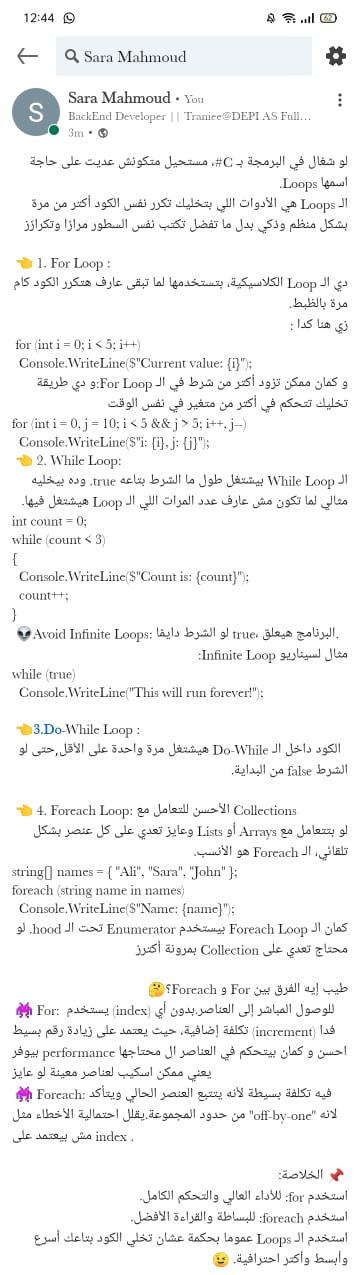 12:44
62
Sara Mahmoud
S
Sara Mahmoud • You
BackEnd Developer || Traniee@DEPI AS Full...
3m •
لو شغال في البرمجة بـ C#، مستحيل متكونش عديت على حاجة
اسمها Loops.
الـ Loops هي الأدوات اللي بتخليك تكرر نفس الكود أكتر من مرة
بشكل منظم وذكي بدل ما تفضل تكتب نفس السطور مرارًا وتكرارًز
👈 1. For Loop :
دي الـ Loop الكلاسيكية، بتستخدمها لما تبقى عارف هتكرر الكود كام
مرة بالظبط.
زي هنا كدا :
for (int i = 0; i < 5; i++)
Console.WriteLine($"Current value: {i}");
و كمان ممكن تزود أكتر من شرط في الـ For Loop:و دي طريقة
تخليك تتحكم في أكتر من متغير في نفس الوقت
for (int i = 0, j = 10; i < 5 && j > 5; i++, j--)
Console.WriteLine($"i: {i}, j: {j}");
👈 2. While Loop:
الـ While Loop بيشتغل طول ما الشرط بتاعه true. وده بيخليه
مثالي لما تكون مش عارف عدد المرات اللي الـ Loop هيشتغل فيها.
int count = 0;
while (count < 3)
{
Console.WriteLine($"Count is: {count}");
count++;
}
👽Avoid Infinite Loops: لو الشرط دايمًا true، البرنامج هيعلق.
مثال لسيناريو Infinite Loop:
while (true)
Console.WriteLine("This will run forever!");
👈3.Do-While Loop :
الكود داخل الـ Do-While هيشتغل مرة واحدة على الأقل,حتى لو
الشرط false من البداية.
👈 4. Foreach Loop: الأحسن للتعامل مع Collections
لو بتتعامل مع Arrays أو Lists وعايز تعدي على كل عنصر بشكل
تلقائي، الـ Foreach هو الأنسب.
string[] names = { "Ali", "Sara", "John" };
foreach (string name in names)
Console.WriteLine($"Name: {name}");
كمان الـ Foreach Loop بيستخدم Enumerator تحت الـ hood. لو
محتاج تعدي على Collection بمرونة أكترز
طيب إيه الفرق بين For و Foreach؟🤔
👾 For: يستخدم (index) للوصول المباشر إلى العناصر.بدون أي
تكلفة إضافية، حيث يعتمد على زيادة رقم بسيط (increment) فدا
احسن و كمان بيتحكم في العناصر ال محتاجها performance بيوفر
يعني ممكن اسكيب لعناصر معينة لو عايز
👾 Foreach: فيه تكلفة بسيطة لأنه يتتبع العنصر الحالي ويتأكد
من حدود المجموعة.يقلل احتمالية الأخطاء مثل "off-by-one" لانه
مش بيعتمد على index .
📌 الخلاصة:
استخدم for: للأداء العالي والتحكم الكامل.
استخدم foreach: للبساطة والقراءة الأفضل.
استخدم الـ Loops عموما بحكمة عشان تخلي الكود بتاعك أسرع
وأبسط وأكتر احترافية. 😉